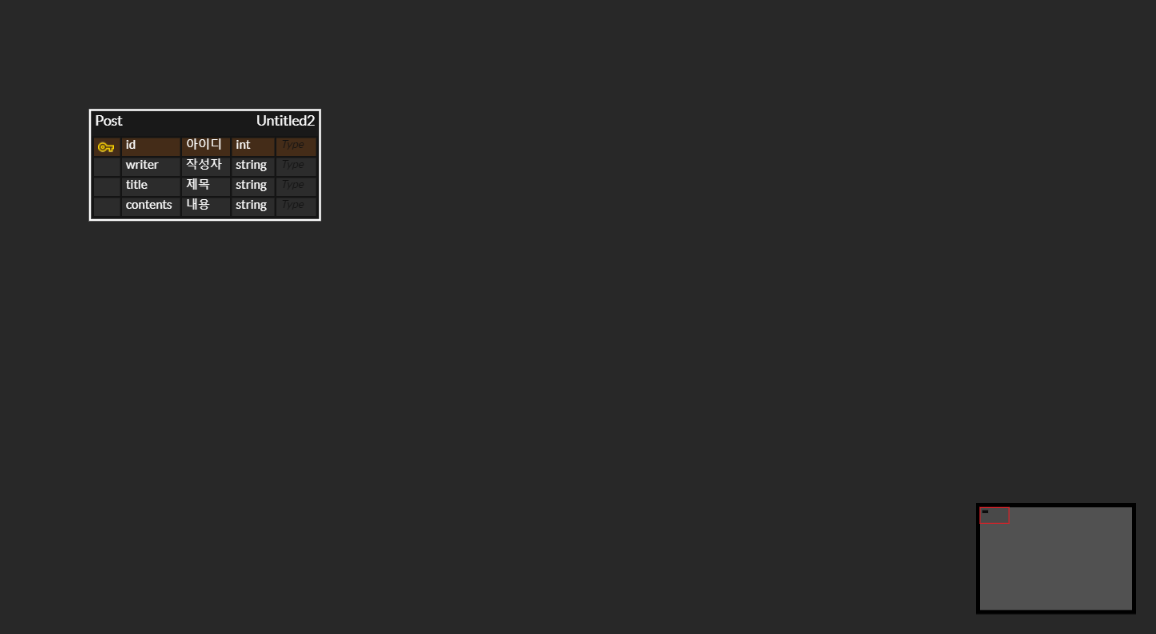 Post Untitled2
id 아이디 int Type
writer 작성자 string Type
title 제목 string Type
contents 내용 string Type